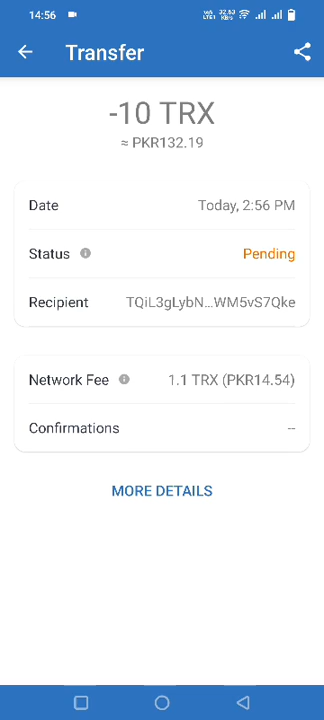 14:56
Transfer
-10 TRX
≈ PKR132.19
Date Today, 2:56 PM
Status Pending
Recipient TQiL3gLybN...WM5vS7Qke
Network Fee 1.1 TRX (PKR14.54)
Confirmations --
MORE DETAILS